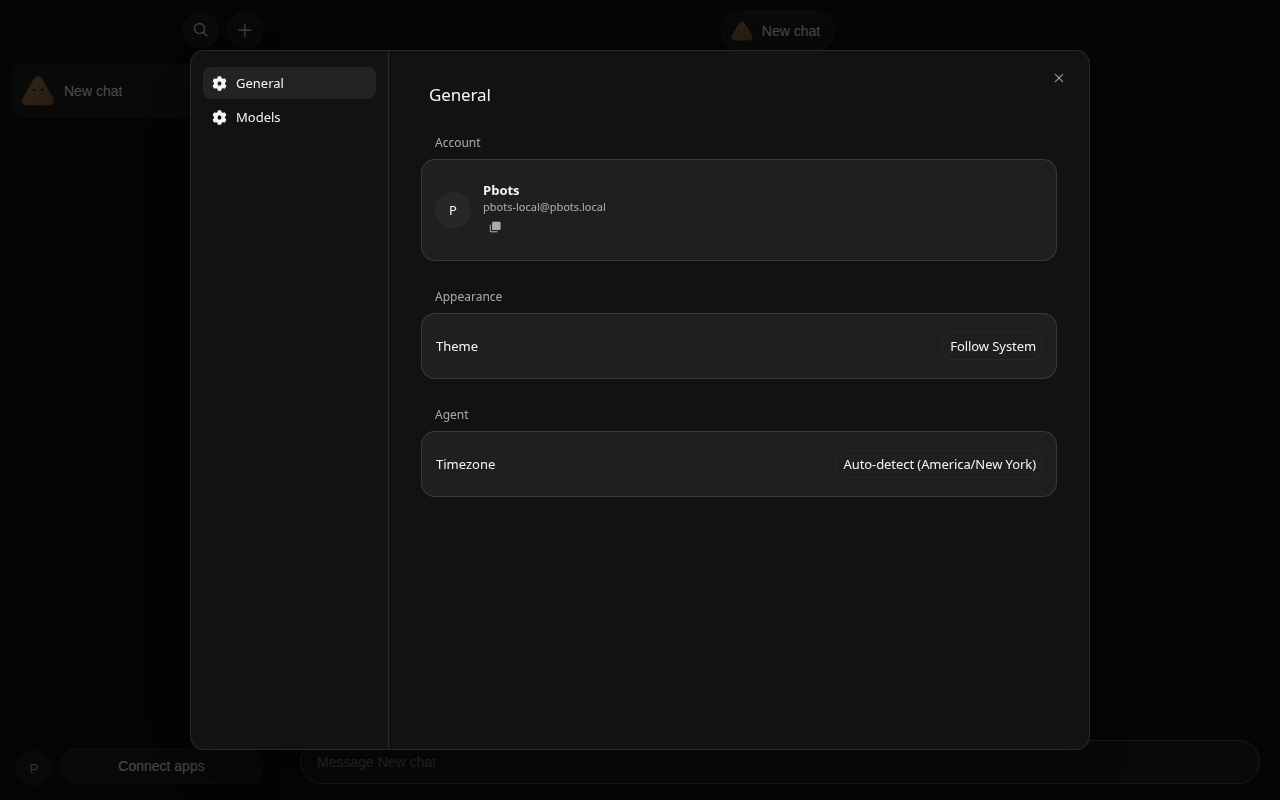 New chat
New chat
General
Models
General
Account
P
Pbots
pbots-local@pbots.local
Appearance
Theme
Follow System
Agent
Timezone
Auto-detect (America/New York)
P
Connect apps
Message New chat